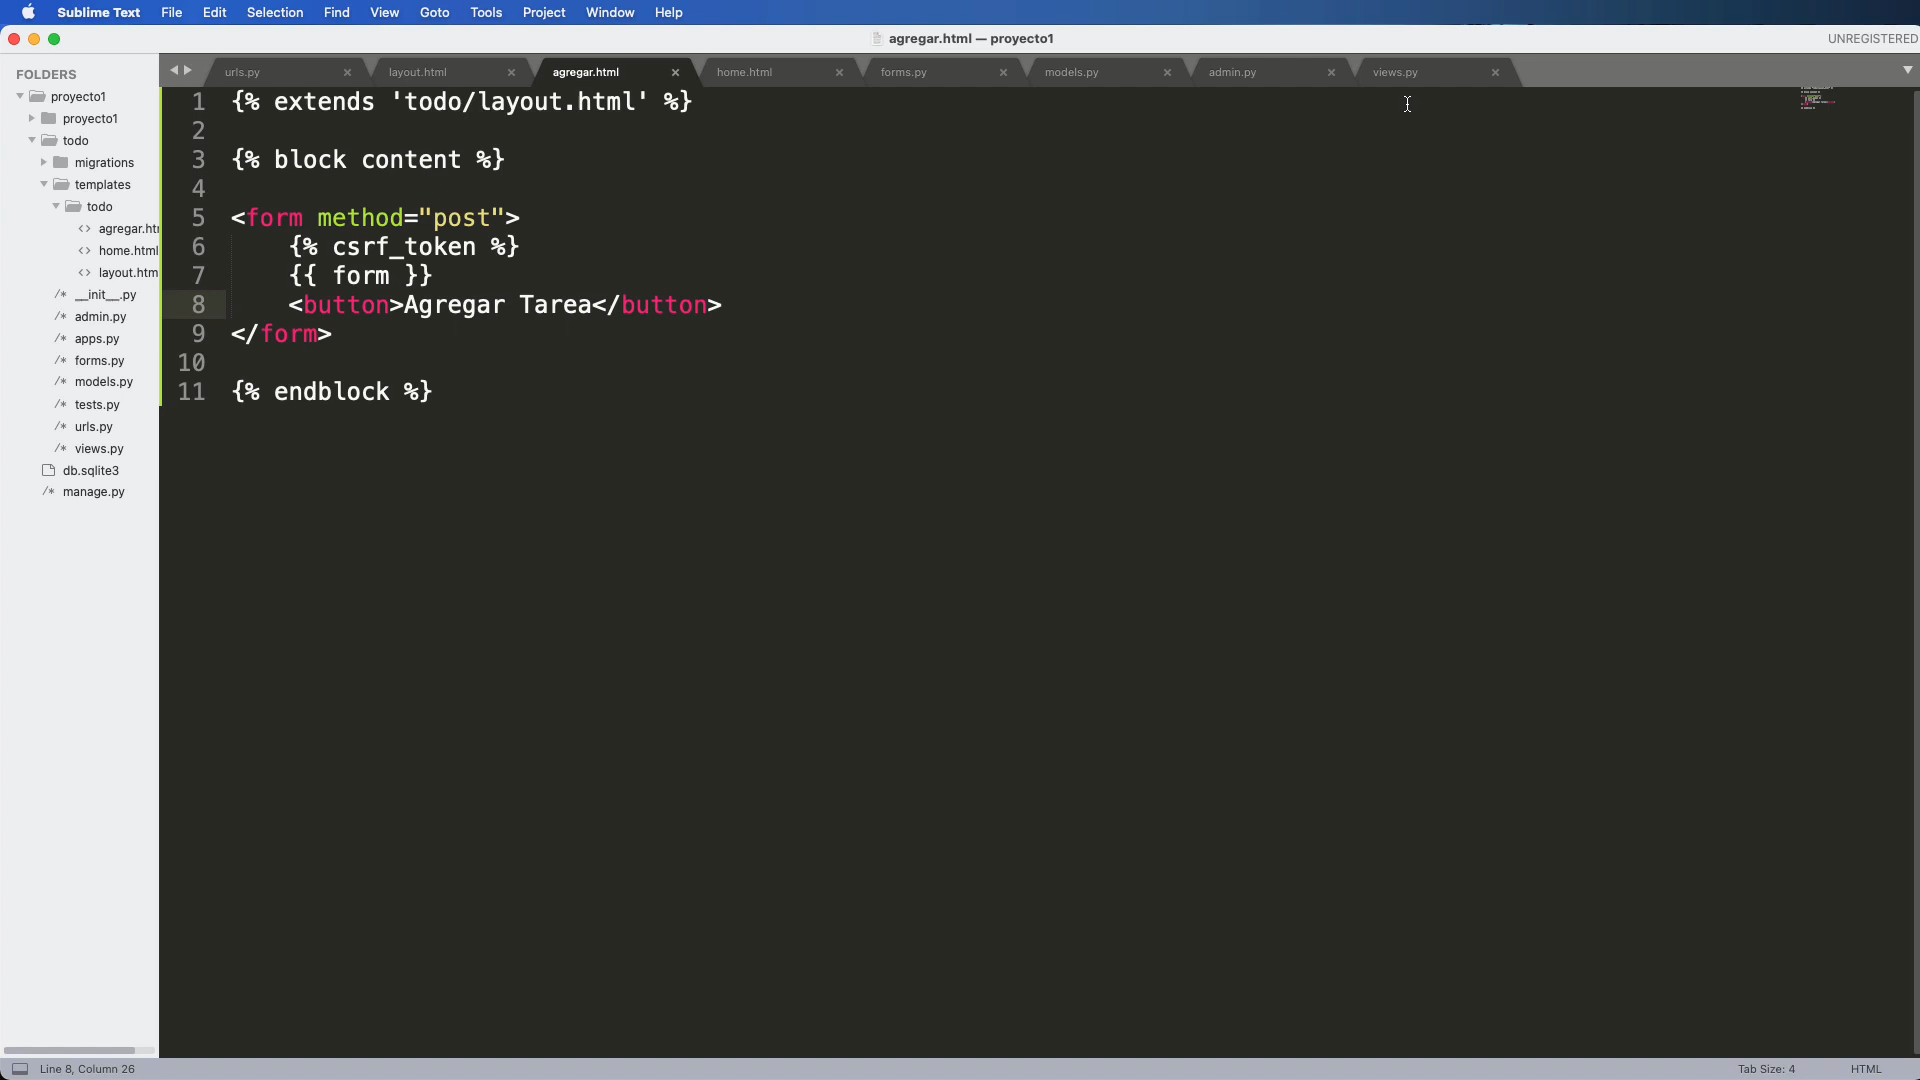 Sublime Text File Edit Selection Find View Goto Tools Project Window Help
agregar.html — proyecto1
UNREGISTERED
FOLDERS
proyecto1
proyecto1
todo
migrations
templates
todo
agregar.htm
home.html
layout.htm
__init__.py
admin.py
apps.py
forms.py
models.py
tests.py
urls.py
views.py
db.sqlite3
manage.py
urls.py layout.html agregar.html home.html forms.py models.py admin.py views.py
1 {% extends 'todo/layout.html' %}
2
3 {% block content %}
4
5 <form method="post">
6 {% csrf_token %}
7 {{ form }}
8 <button>Agregar Tarea</button>
9 </form>
10
11 {% endblock %}
Line 8, Column 26
Tab Size: 4
HTML